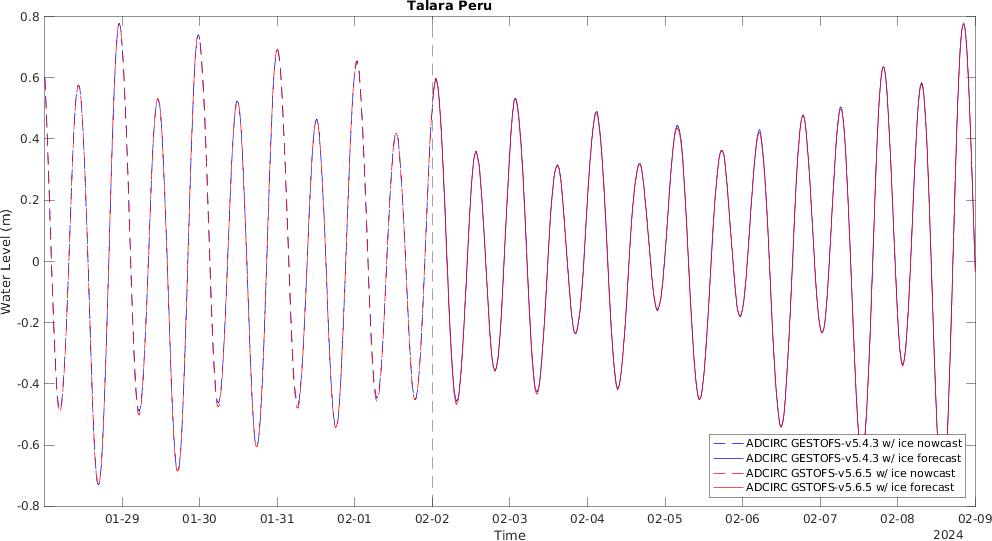 Talara Peru
0.8
0.6
0.4
0.2
0
-0.2
-0.4
-0.6
-0.8
Water Level (m)
ADCIRC GESTOFS-v5.4.3 w/ ice nowcast
ADCIRC GESTOFS-v5.4.3 w/ ice forecast
ADCIRC GSTOFS-v5.6.5 w/ ice nowcast
ADCIRC GSTOFS-v5.6.5 w/ ice forecast
01-29 01-30 01-31 02-01 02-02 02-03 02-04 02-05 02-06 02-07 02-08 02-09
Time
2024